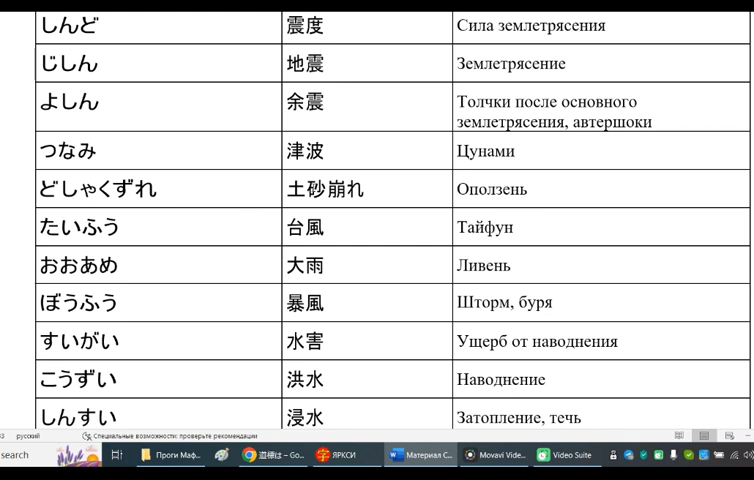 しんど 震度 Сила землетрясения
じしん 地震 Землетрясение
よしん 余震 Толчки после основного
землетрясения, автершоки
つなみ 津波 Цунами
どしゃくずれ 土砂崩れ Оползень
たいふう 台風 Тайфун
おおあめ 大雨 Ливень
ぼうふう 暴風 Шторм, буря
すいがい 水害 Ущерб от наводнения
こうずい 洪水 Наводнение
しんすい 浸水 Затопление, течь
русский Специальные возможности: проверьте рекомендации
search Проги Маф... 道標は – Go... ЯРКСИ Материал С... Movavi Vide... Video Suite